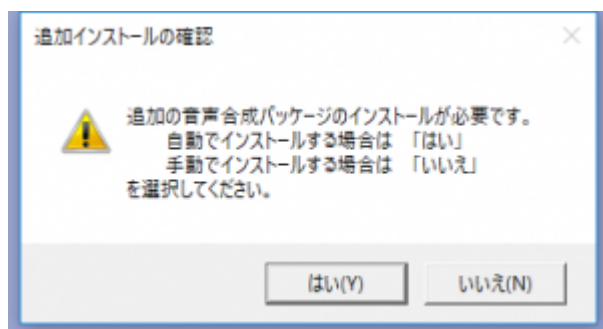 追加インストールの確認
追加の音声合成パッケージのインストールが必要です。
自動でインストールする場合は 「はい」
手動でインストールする場合は 「いいえ」
を選択してください。
はい(Y)
いいえ(N)